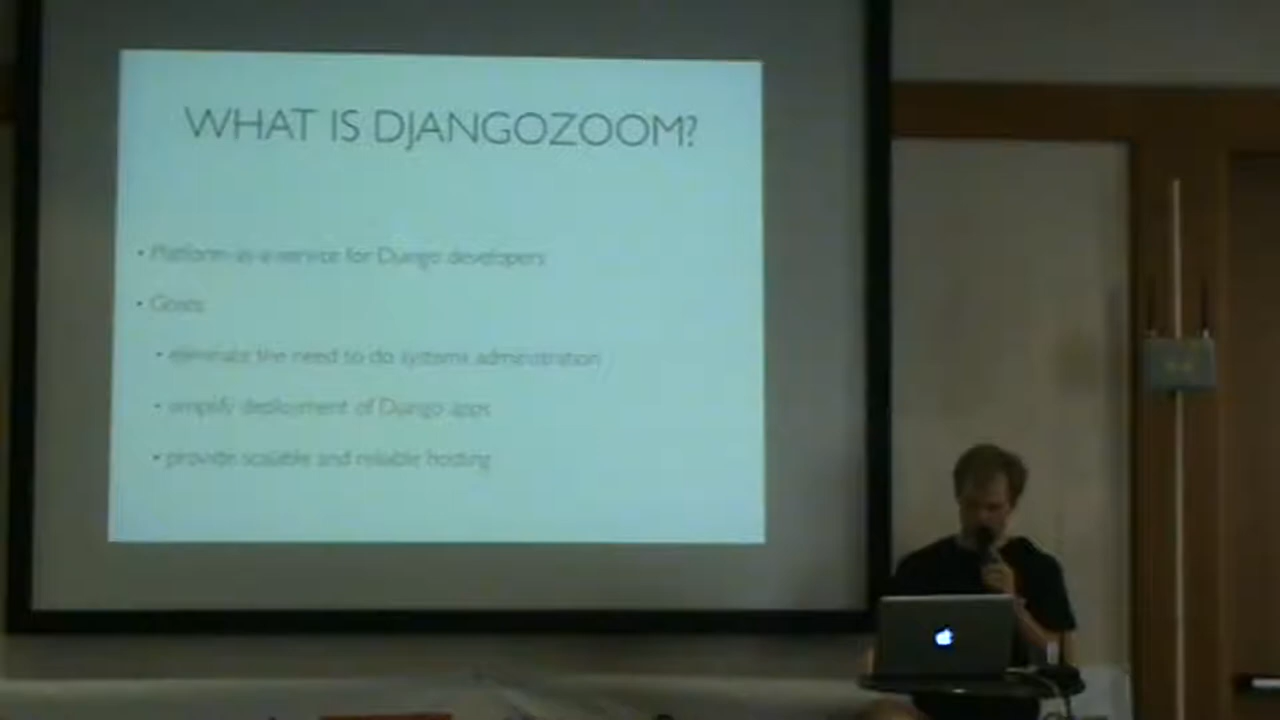 WHAT IS DJANGOZOOM?
• Platform-as-a-service for Django developers
• Goals
• eliminate the need to do systems administration
• simplify deployment of Django apps
• provide scalable and reliable hosting